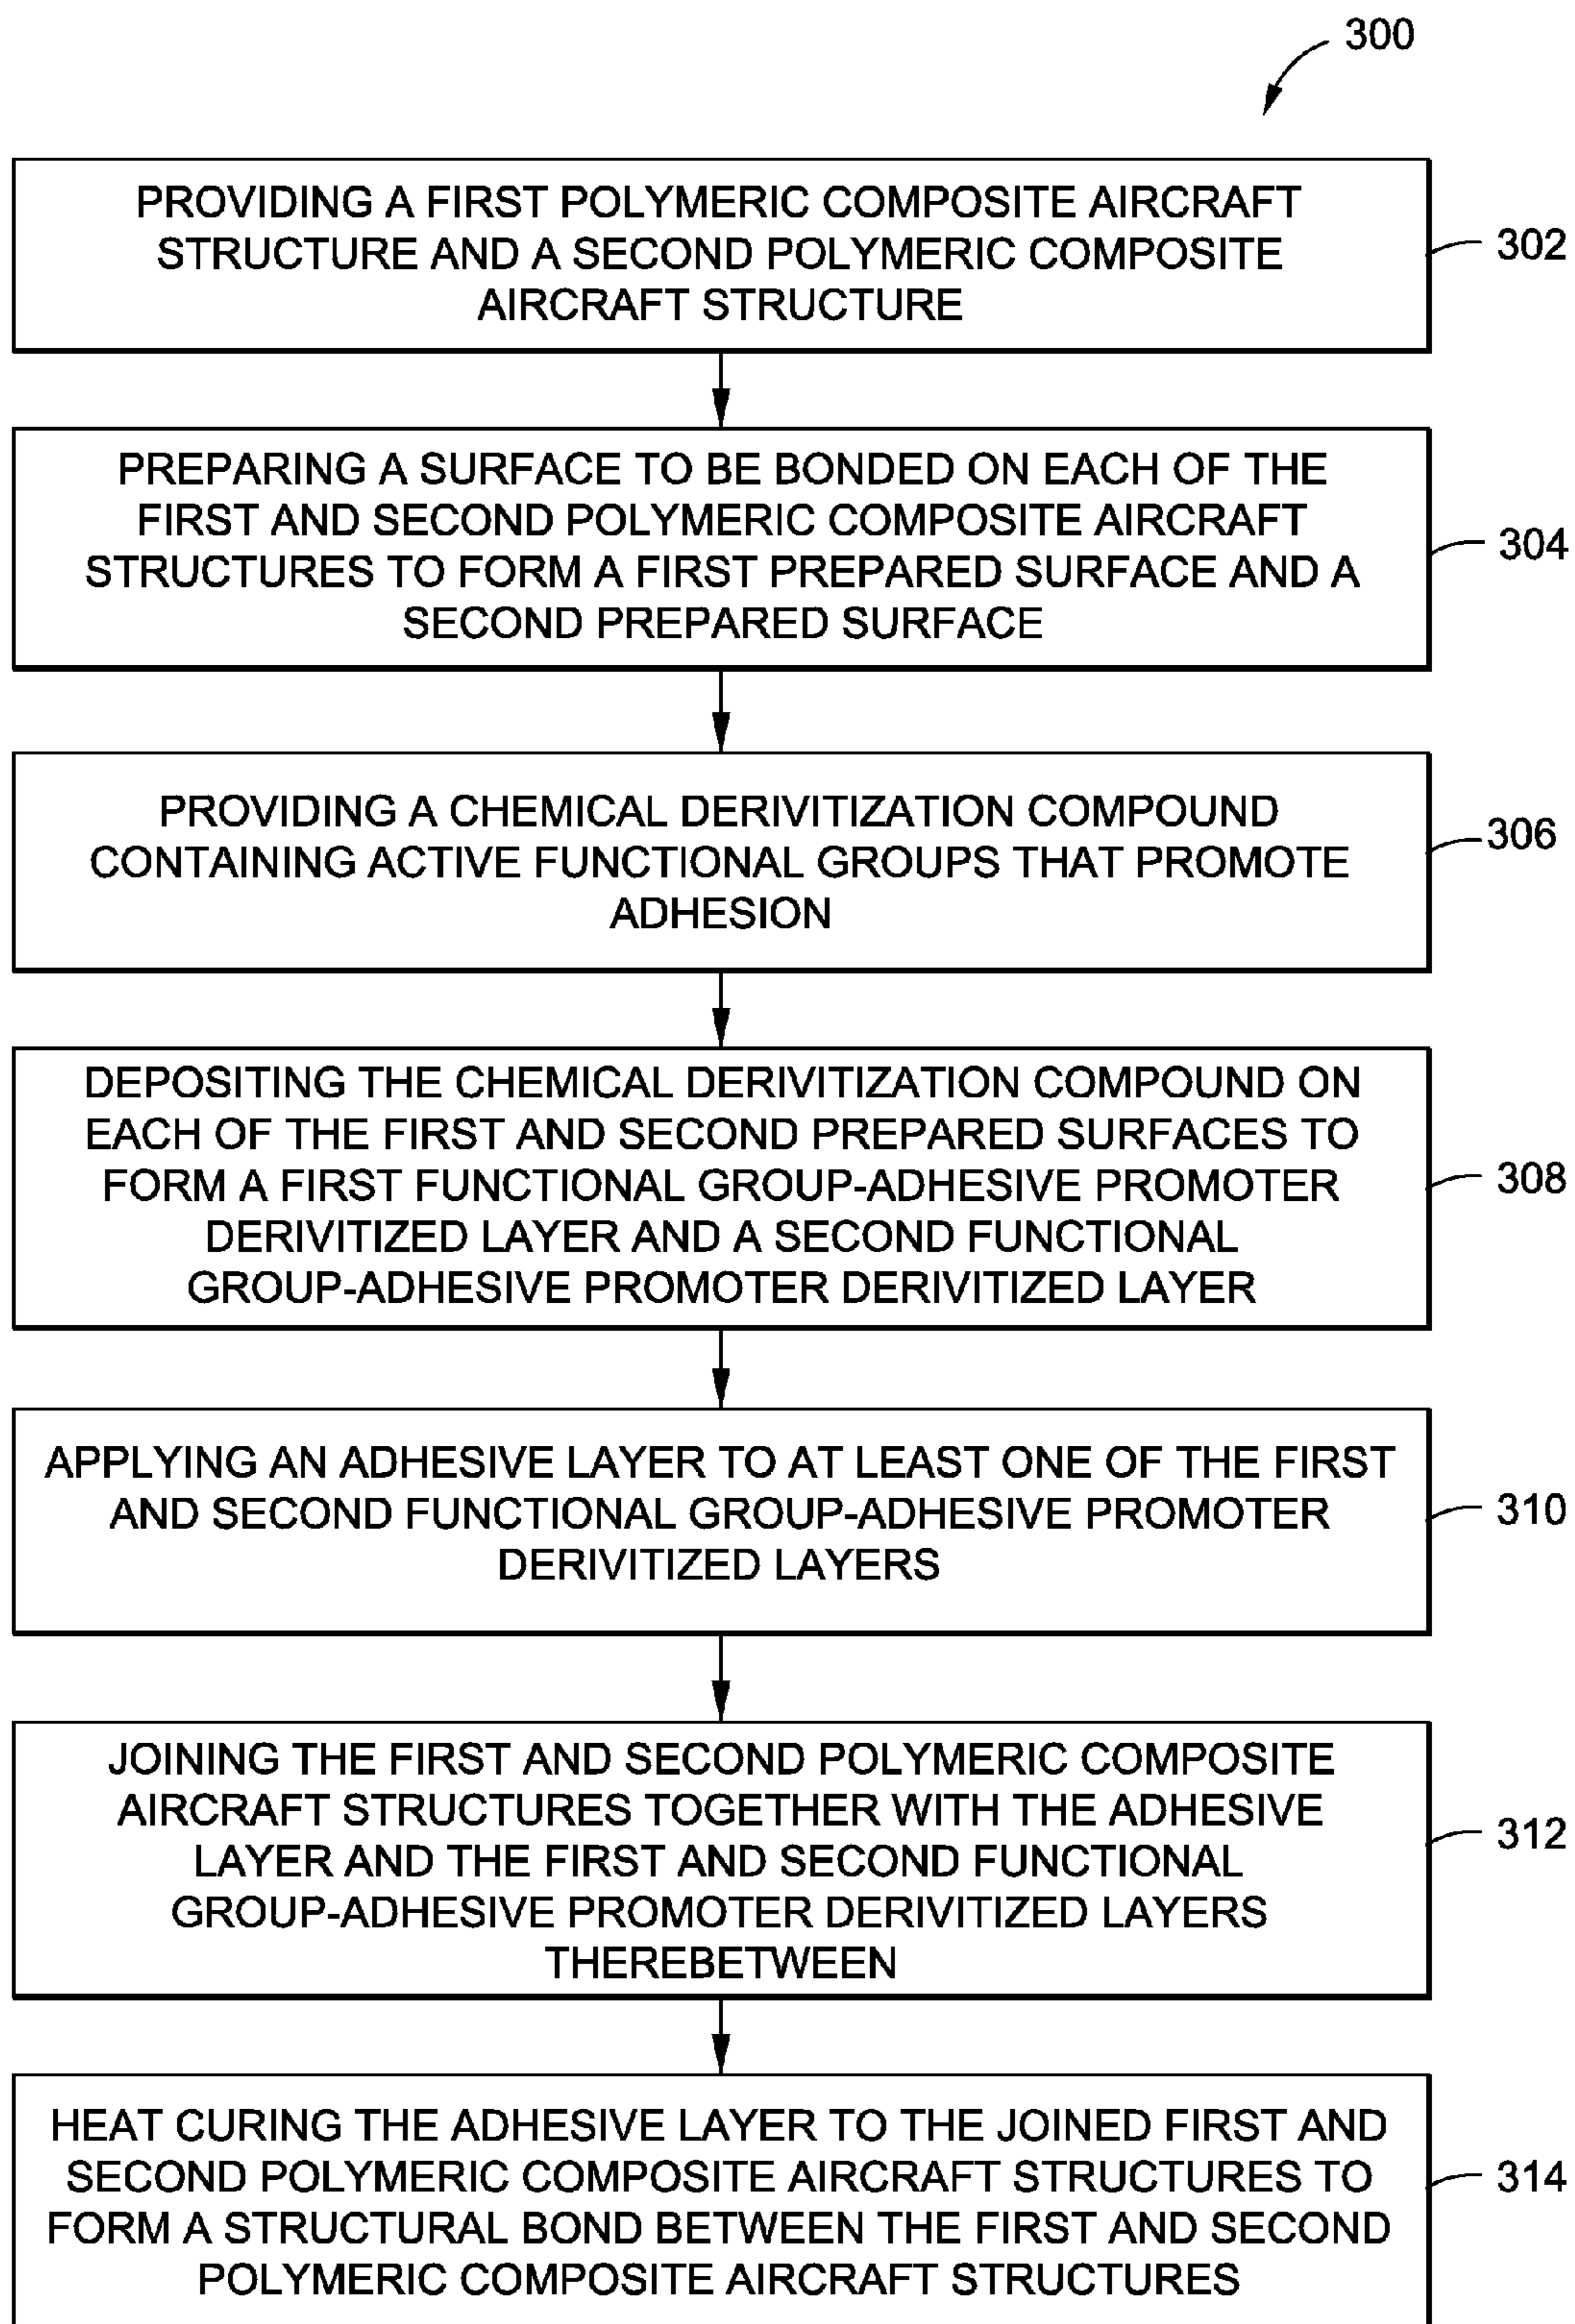 300
PROVIDING A FIRST POLYMERIC COMPOSITE AIRCRAFT
STRUCTURE AND A SECOND POLYMERIC COMPOSITE
AIRCRAFT STRUCTURE
302
PREPARING A SURFACE TO BE BONDED ON EACH OF THE
FIRST AND SECOND POLYMERIC COMPOSITE AIRCRAFT
STRUCTURES TO FORM A FIRST PREPARED SURFACE AND A
SECOND PREPARED SURFACE
304
PROVIDING A CHEMICAL DERIVITIZATION COMPOUND
CONTAINING ACTIVE FUNCTIONAL GROUPS THAT PROMOTE
ADHESION
306
DEPOSITING THE CHEMICAL DERIVITIZATION COMPOUND ON
EACH OF THE FIRST AND SECOND PREPARED SURFACES TO
FORM A FIRST FUNCTIONAL GROUP-ADHESIVE PROMOTER
DERIVITIZED LAYER AND A SECOND FUNCTIONAL
GROUP-ADHESIVE PROMOTER DERIVITIZED LAYER
308
APPLYING AN ADHESIVE LAYER TO AT LEAST ONE OF THE FIRST
AND SECOND FUNCTIONAL GROUP-ADHESIVE PROMOTER
DERIVITIZED LAYERS
310
JOINING THE FIRST AND SECOND POLYMERIC COMPOSITE
AIRCRAFT STRUCTURES TOGETHER WITH THE ADHESIVE
LAYER AND THE FIRST AND SECOND FUNCTIONAL
GROUP-ADHESIVE PROMOTER DERIVITIZED LAYERS
THEREBETWEEN
312
HEAT CURING THE ADHESIVE LAYER TO THE JOINED FIRST AND
SECOND POLYMERIC COMPOSITE AIRCRAFT STRUCTURES TO
FORM A STRUCTURAL BOND BETWEEN THE FIRST AND SECOND
POLYMERIC COMPOSITE AIRCRAFT STRUCTURES
314